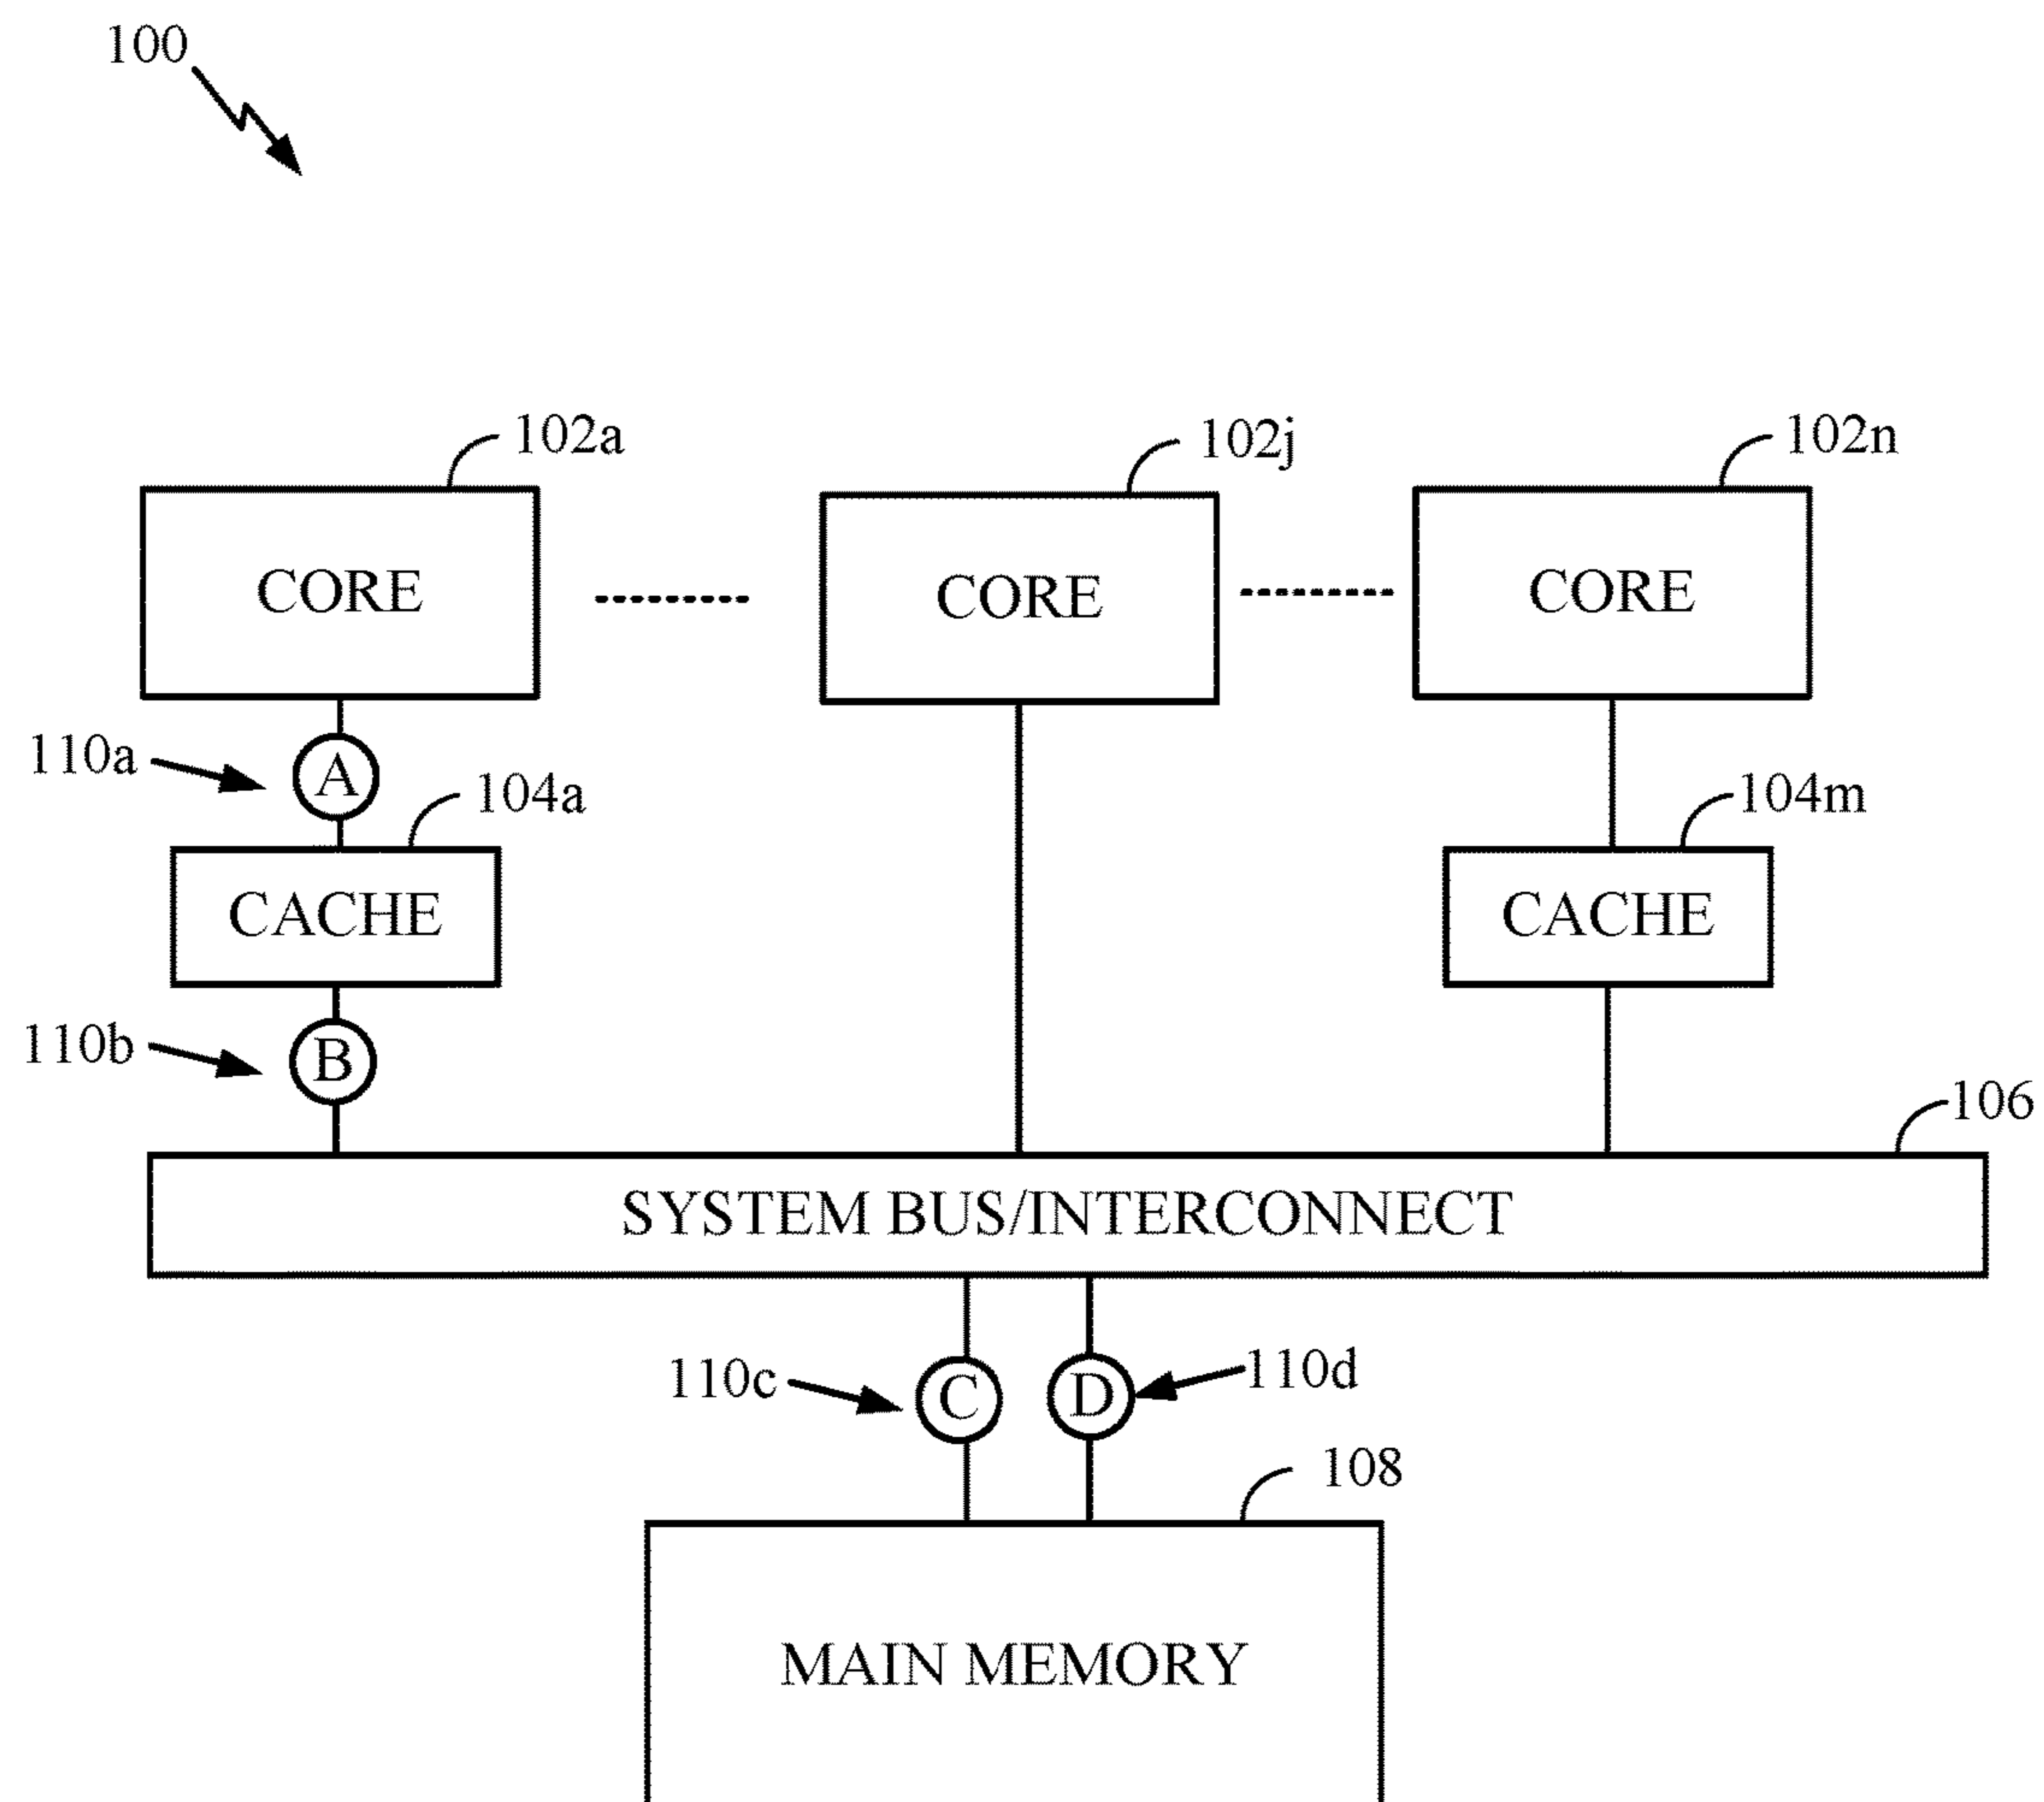 100
102a
102j
102n
CORE
CORE
CORE
110a
A
104a
104m
CACHE
CACHE
110b
B
106
SYSTEM BUS/INTERCONNECT
110c
C
D
110d
108
MAIN MEMORY